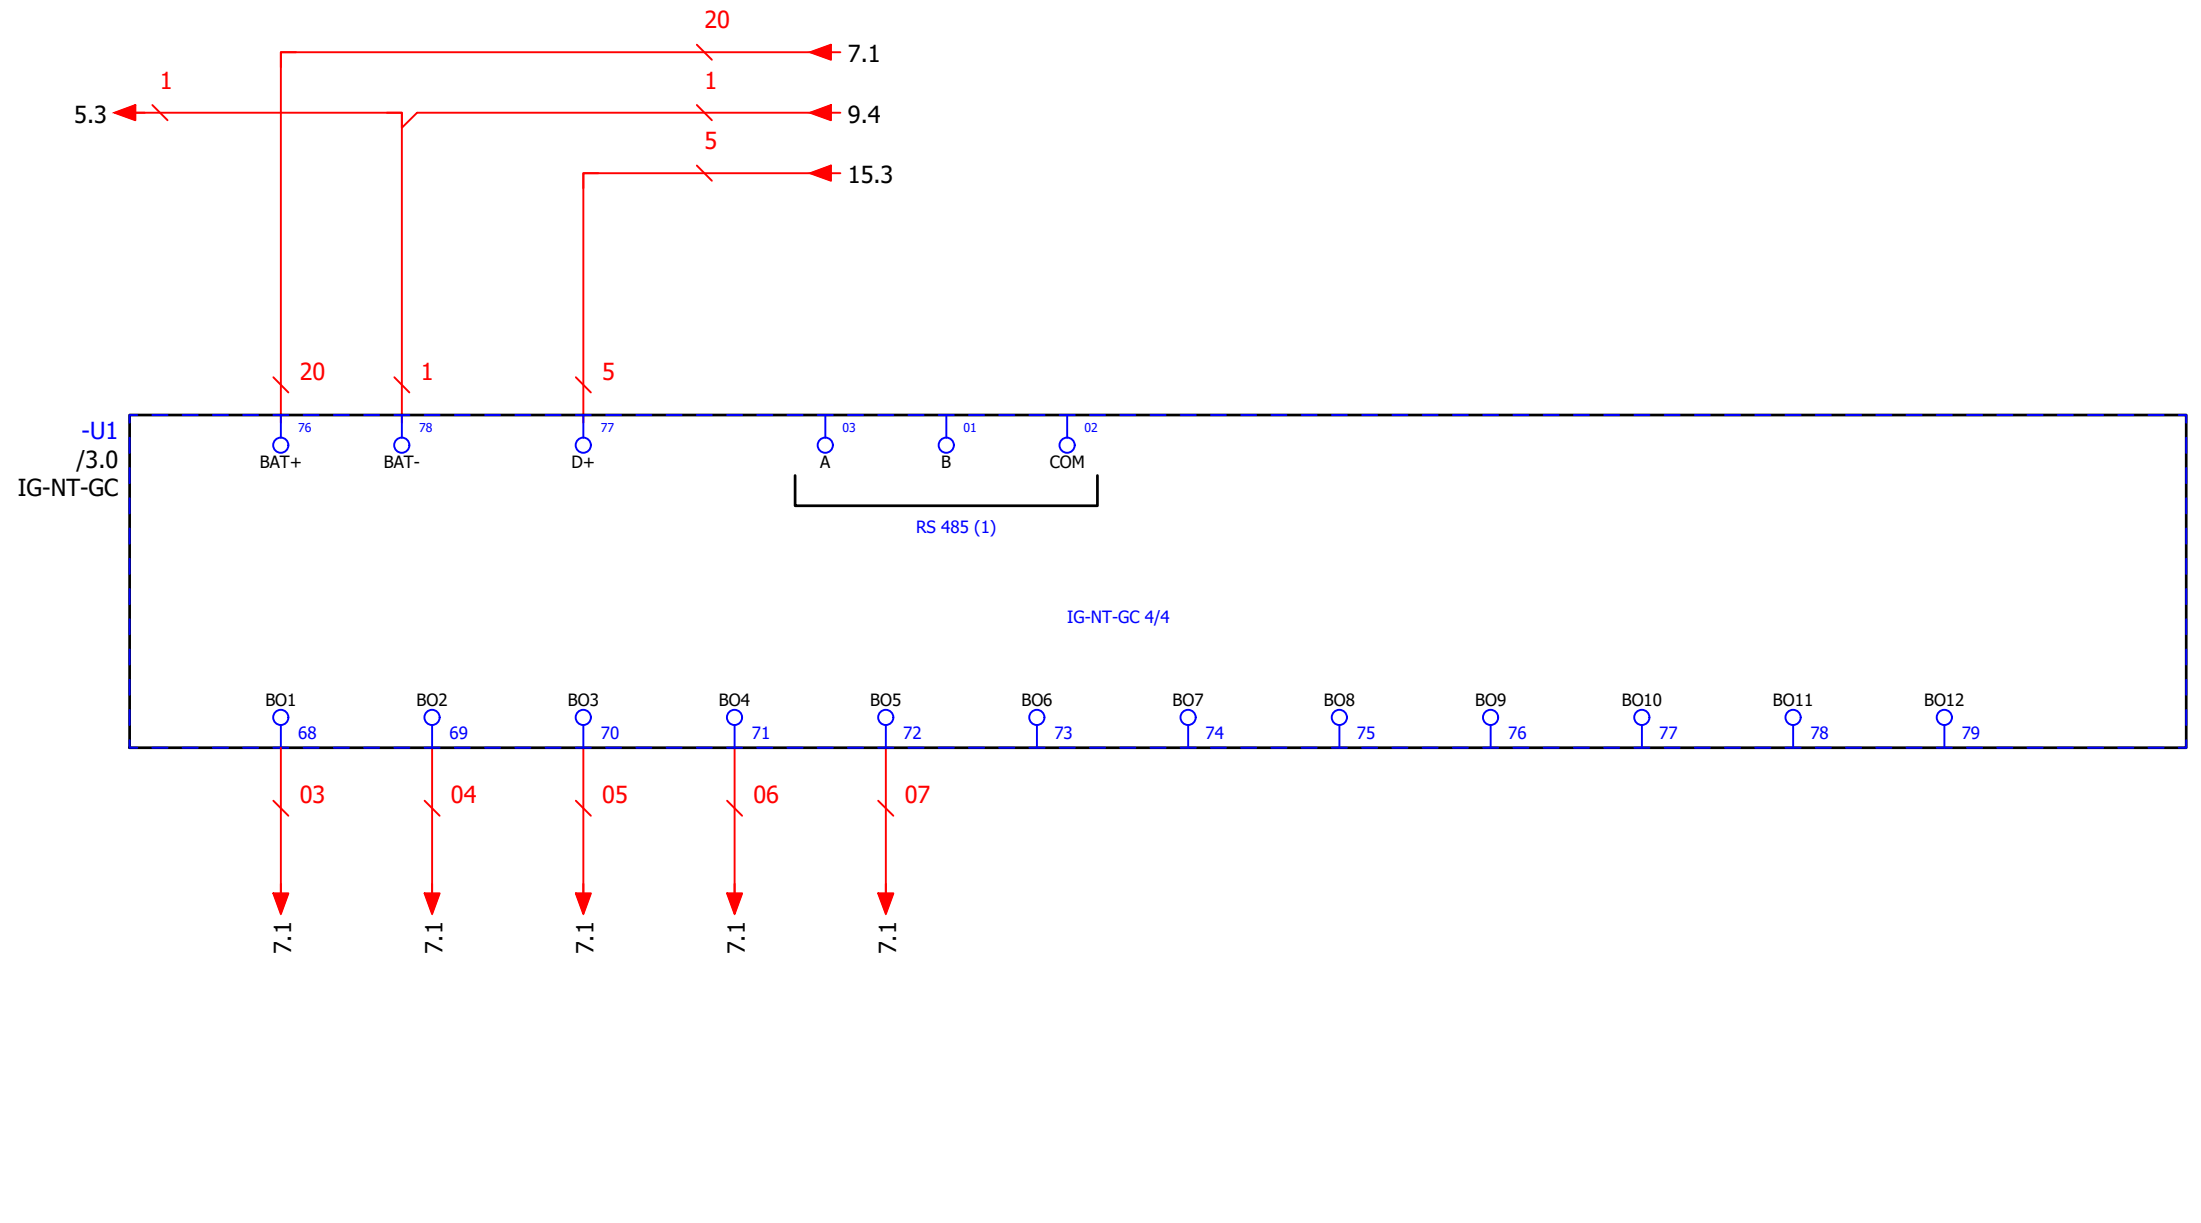 20
7.1
1
1
5.3
9.4
5
15.3
20
1
5
-U1
/3.0
IG-NT-GC
76
78
77
03
01
02
BAT+
BAT-
D+
A
B
COM
RS 485 (1)
IG-NT-GC 4/4
BO1
BO2
BO3
BO4
BO5
BO6
BO7
BO8
BO9
BO10
BO11
BO12
68
69
70
71
72
73
74
75
76
77
78
79
03
04
05
06
07
7.1
7.1
7.1
7.1
7.1